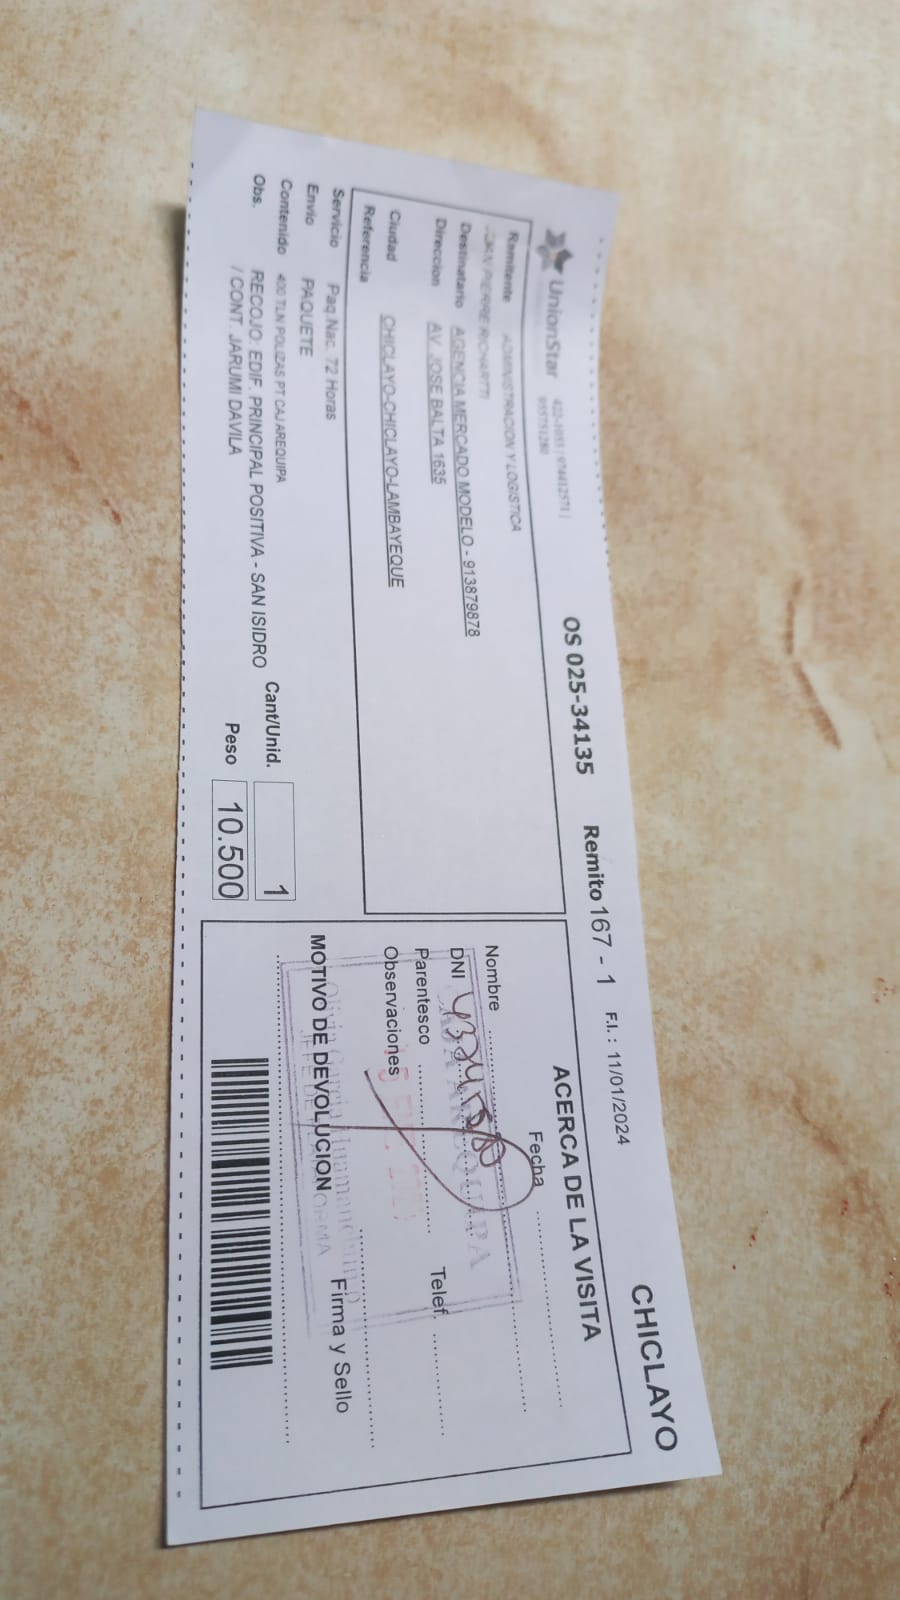 UnionStar
OS 025-34135 Remito 167 - 1 F.I. : 11/01/2024 CHICLAYO
Remitente ADMINISTRACION Y LOGISTICA
PIERRE
Destinatario AGENCIA MERCADO MODELO - 913879878
Direccion AV. JOSE BALTA 1635
Ciudad CHICLAYO-CHICLAYO-LAMBAYEQUE
Referencia
Servicio Paq Nac. 72 Horas
Envio PAQUETE
Contenido 400 TLN POLIZAS PT CAJ AREQUIPA
Obs. RECOJO: EDIF. PRINCIPAL POSITIVA - SAN ISIDRO
/ CONT. JARUMI DAVILA
Cant/Unid. 1
Peso 10.500
ACERCA DE LA VISITA
Fecha
Nombre
DNI
Parentesco Telef.
Observaciones
Firma y Sello
MOTIVO DE DEVOLUCION